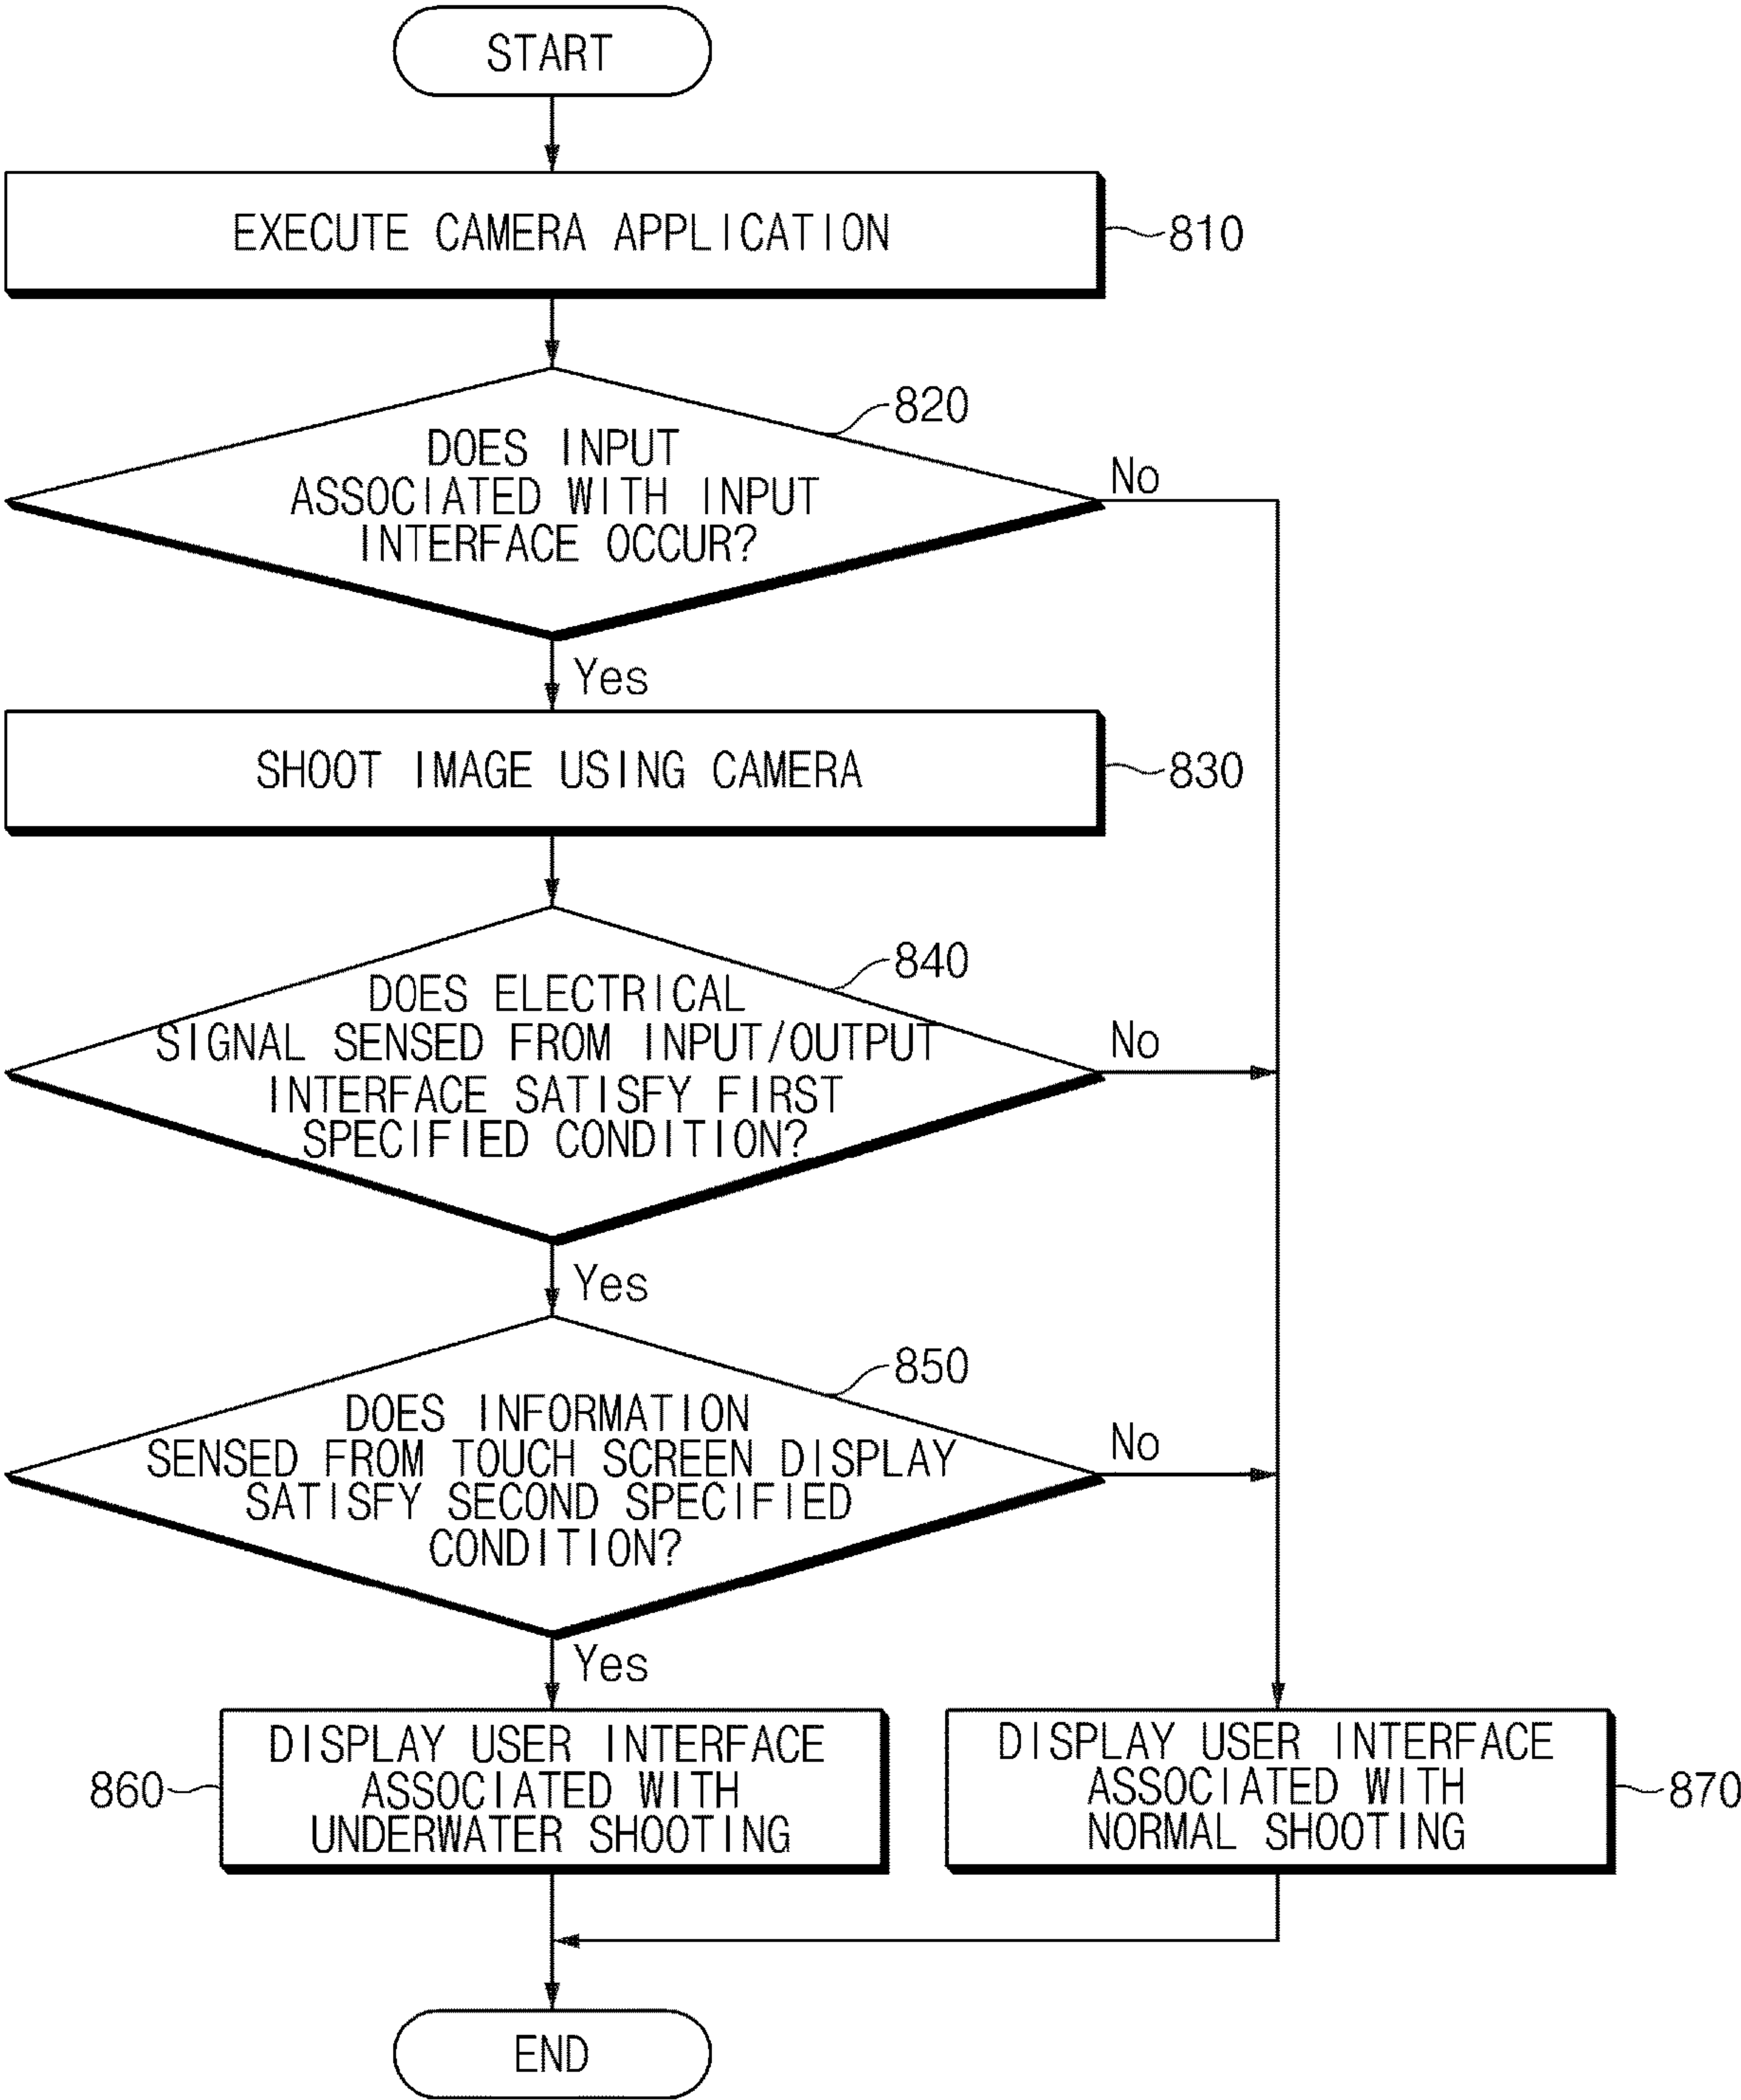 START
EXECUTE CAMERA APPLICATION
810
820
DOES INPUT
ASSOCIATED WITH INPUT
INTERFACE OCCUR?
No
Yes
SHOOT IMAGE USING CAMERA
830
840
DOES ELECTRICAL
SIGNAL SENSED FROM INPUT/OUTPUT
INTERFACE SATISFY FIRST
SPECIFIED CONDITION?
No
Yes
850
DOES INFORMATION
SENSED FROM TOUCH SCREEN DISPLAY
SATISFY SECOND SPECIFIED
CONDITION?
No
Yes
860
DISPLAY USER INTERFACE
ASSOCIATED WITH
UNDERWATER SHOOTING
DISPLAY USER INTERFACE
ASSOCIATED WITH
NORMAL SHOOTING
870
END